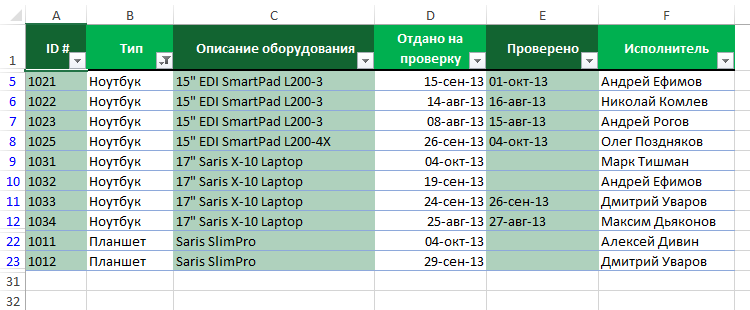 A B C D E F
1 ID # Тип Описание оборудования Отдано на проверку Проверено Исполнитель
5 1021 Ноутбук 15" EDI SmartPad L200-3 15-сен-13 01-окт-13 Андрей Ефимов
6 1022 Ноутбук 15" EDI SmartPad L200-3 14-авг-13 16-авг-13 Николай Комлев
7 1023 Ноутбук 15" EDI SmartPad L200-3 08-авг-13 15-авг-13 Андрей Рогов
8 1025 Ноутбук 15" EDI SmartPad L200-4X 26-сен-13 04-окт-13 Олег Поздняков
9 1031 Ноутбук 17" Saris X-10 Laptop 04-окт-13 Марк Тишман
10 1032 Ноутбук 17" Saris X-10 Laptop 19-сен-13 Андрей Ефимов
11 1033 Ноутбук 17" Saris X-10 Laptop 24-сен-13 26-сен-13 Дмитрий Уваров
12 1034 Ноутбук 17" Saris X-10 Laptop 25-авг-13 27-авг-13 Максим Дьяконов
22 1011 Планшет Saris SlimPro 04-окт-13 Алексей Дивин
23 1012 Планшет Saris SlimPro 29-сен-13 Дмитрий Уваров
31
32